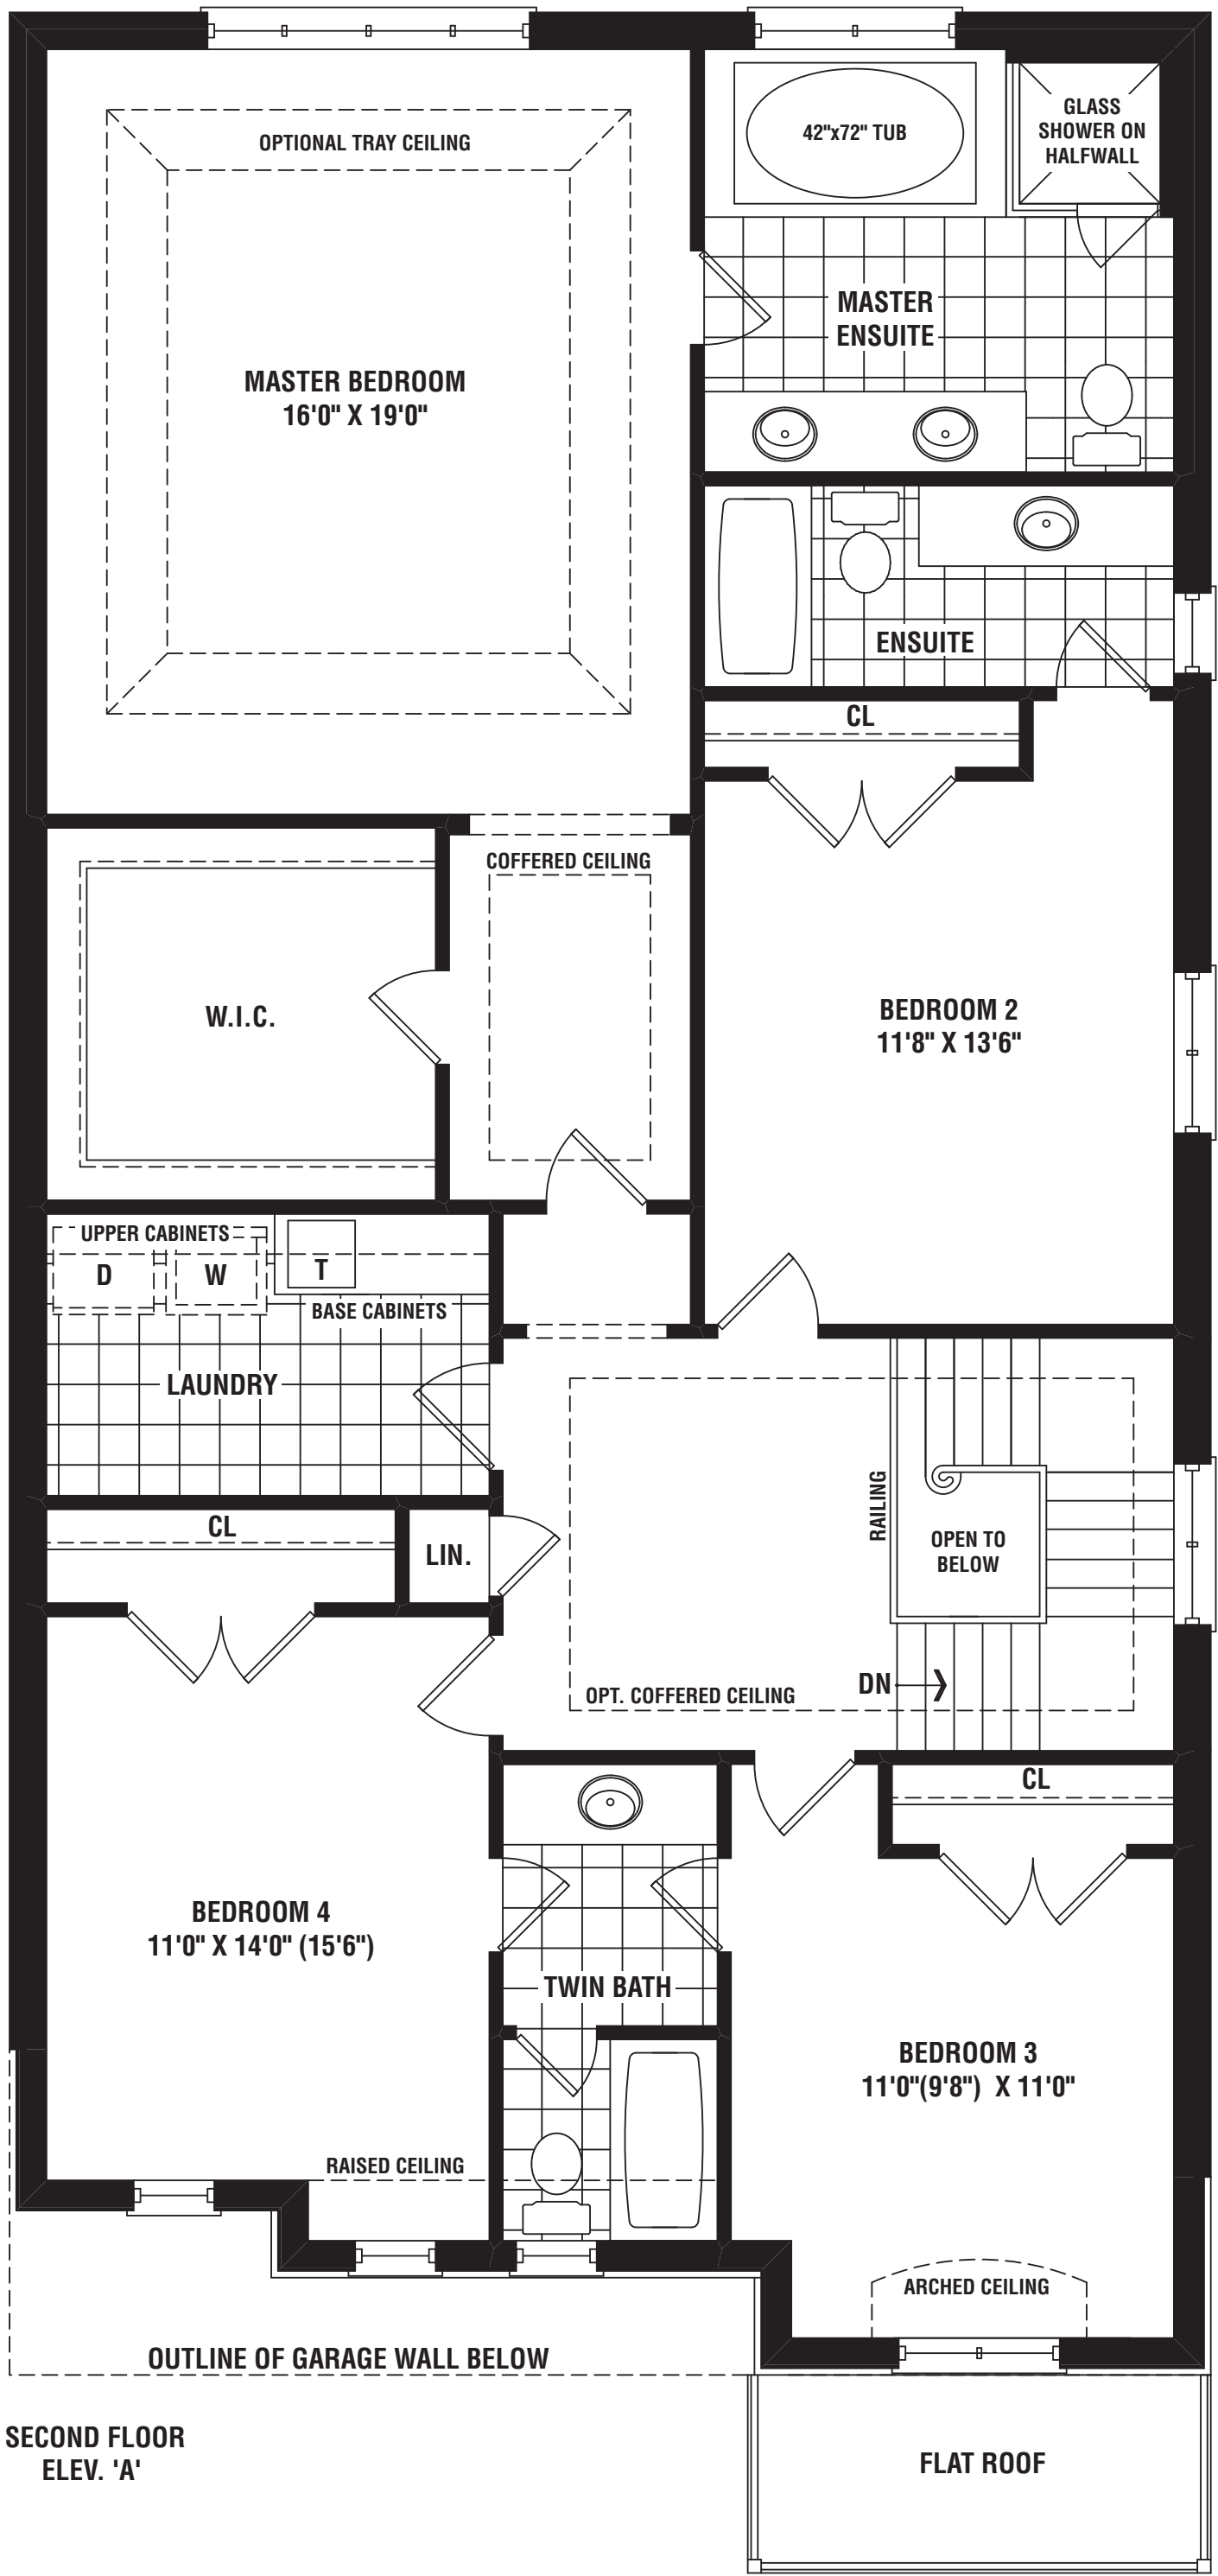 OPTIONAL TRAY CEILING
42"x72" TUB
GLASS
SHOWER ON
HALFWALL
MASTER
ENSUITE
MASTER BEDROOM
16'0" X 19'0"
ENSUITE
CL
COFFERED CEILING
W.I.C.
BEDROOM 2
11'8" X 13'6"
UPPER CABINETS
D
W
T
BASE CABINETS
LAUNDRY
CL
LIN.
RAILING
OPEN TO
BELOW
DN
OPT. COFFERED CEILING
CL
BEDROOM 4
11'0" X 14'0" (15'6")
TWIN BATH
BEDROOM 3
11'0"(9'8") X 11'0"
RAISED CEILING
ARCHED CEILING
OUTLINE OF GARAGE WALL BELOW
SECOND FLOOR
ELEV. 'A'
FLAT ROOF